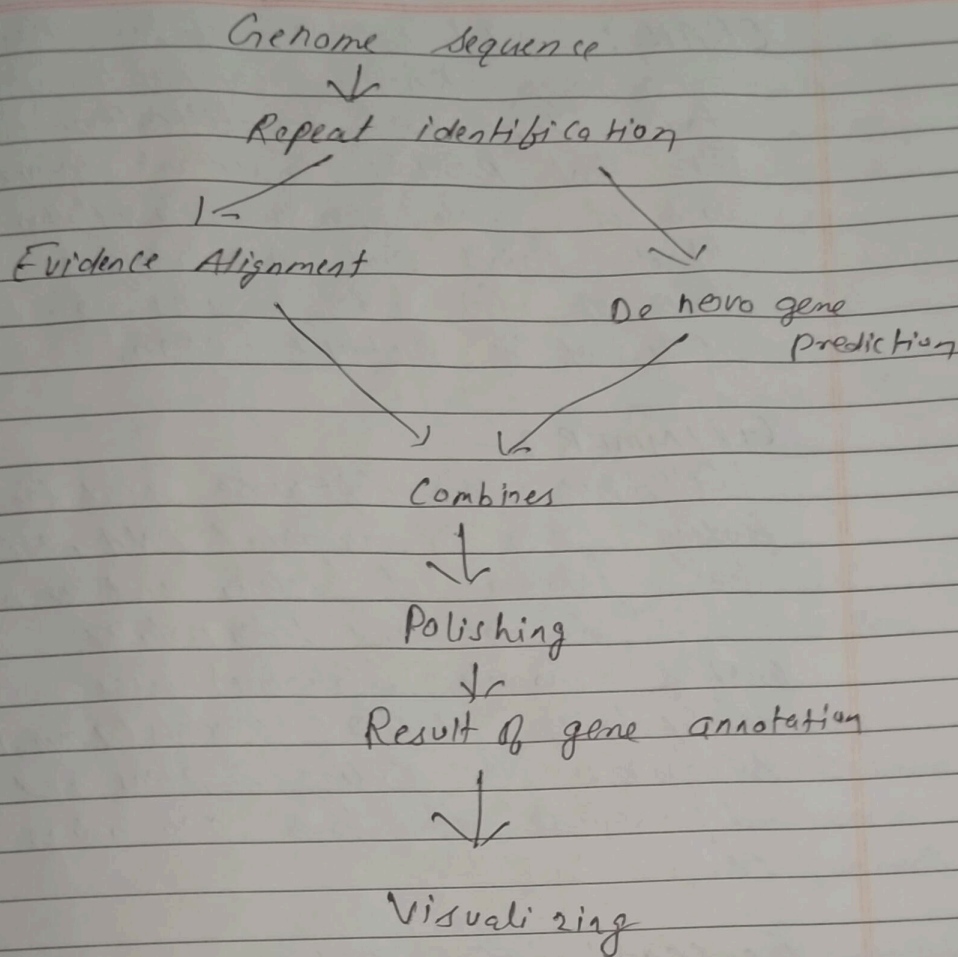 Genome sequence
Repeat identification
Evidence Alignment
De novo gene
prediction
Combines
Polishing
Result of gene annotation
Visualizing